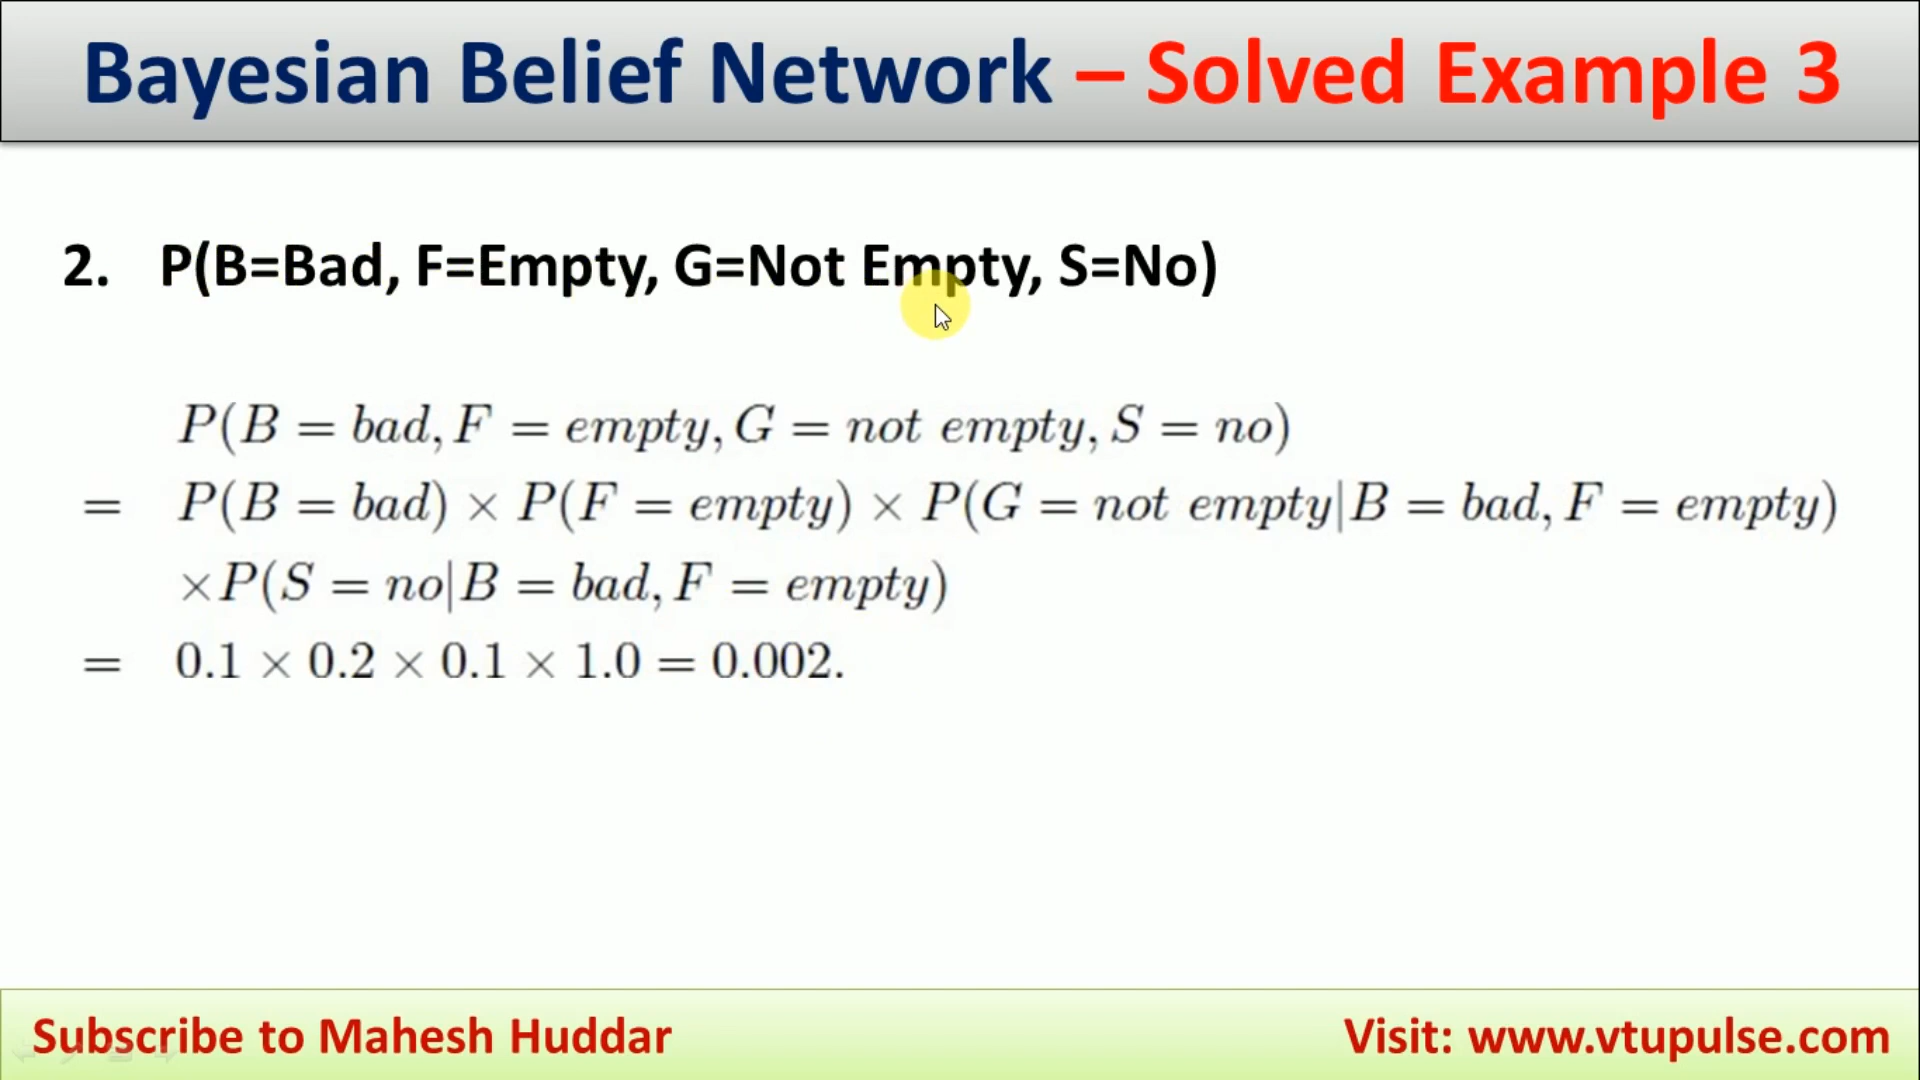 Bayesian Belief Network – Solved Example 3
2. P(B=Bad, F=Empty, G=Not Empty, S=No)
P(B = bad, F = empty, G = not empty, S = no)
= P(B = bad) × P(F = empty) × P(G = not empty|B = bad, F = empty)
×P(S = no|B = bad, F = empty)
= 0.1 × 0.2 × 0.1 × 1.0 = 0.002.
Subscribe to Mahesh Huddar
Visit: www.vtupulse.com